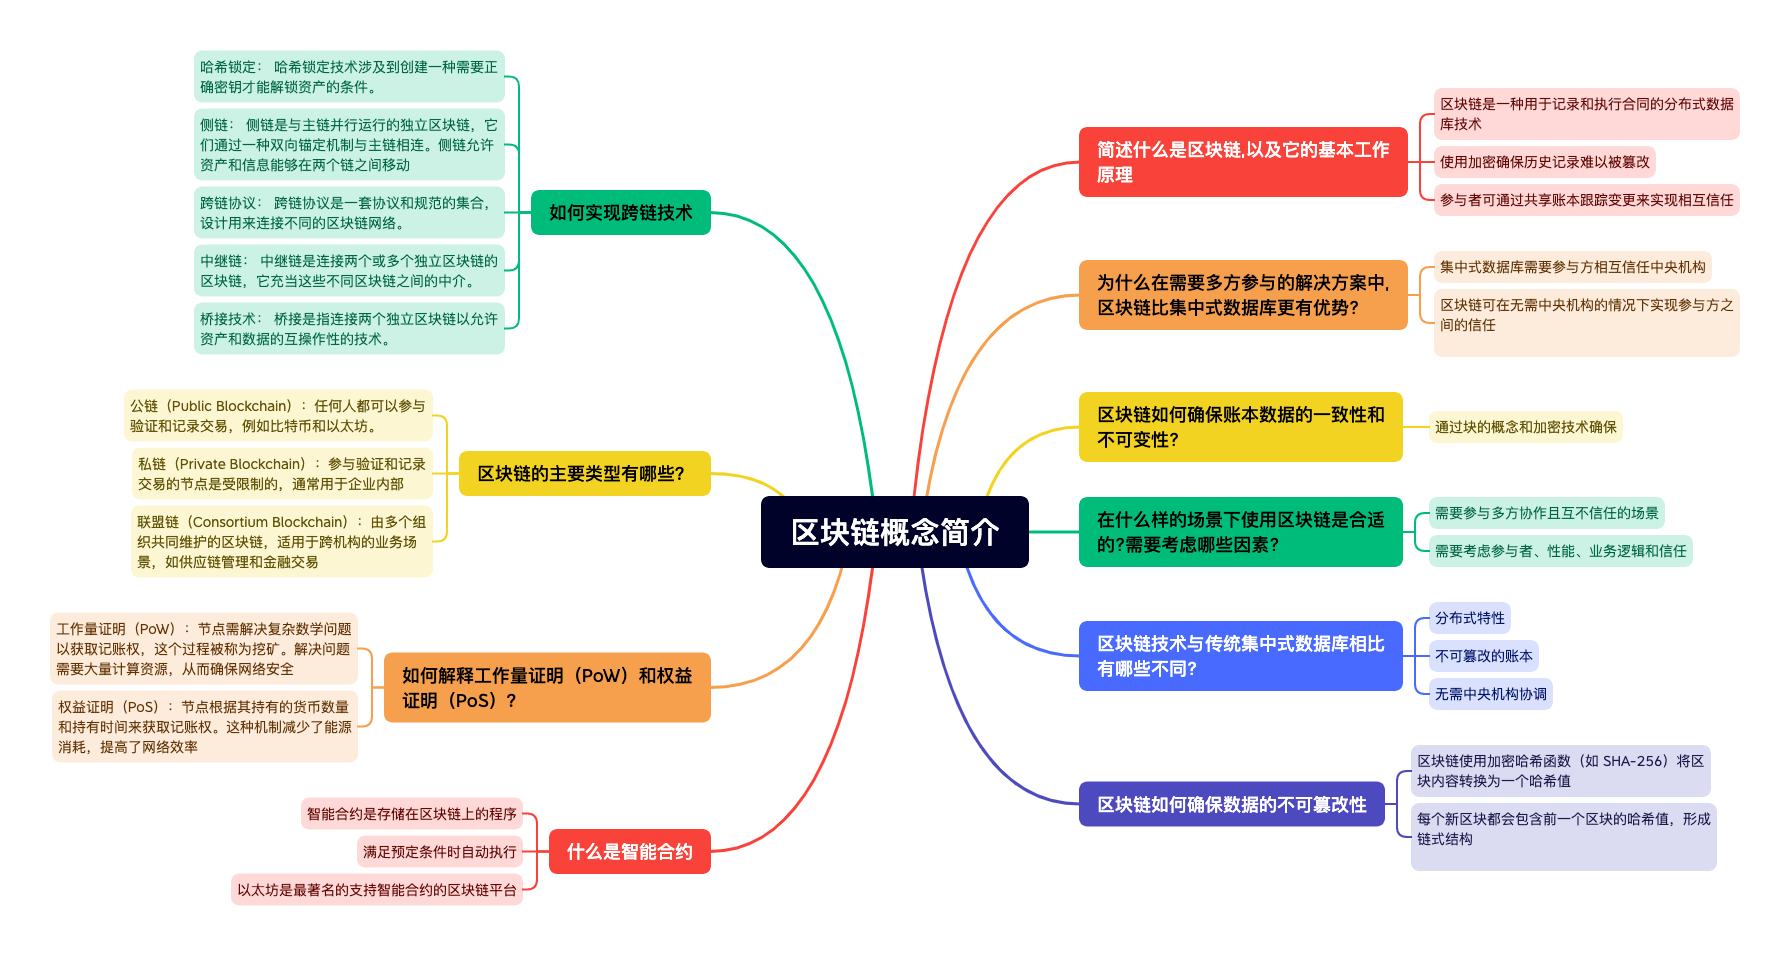 区块链概念简介
简述什么是区块链,以及它的基本工作
原理
区块链是一种用于记录和执行合同的分布式数据
库技术
使用加密确保历史记录难以被篡改
参与者可通过共享账本跟踪变更来实现相互信任
为什么在需要多方参与的解决方案中,
区块链比集中式数据库更有优势?
集中式数据库需要参与方相互信任中央机构
区块链可在无需中央机构的情况下实现参与方之
间的信任
区块链如何确保账本数据的一致性和
不可变性?
通过块的概念和加密技术确保
在什么样的场景下使用区块链是合适
的?需要考虑哪些因素?
需要参与多方协作且互不信任的场景
需要考虑参与者、性能、业务逻辑和信任
区块链技术与传统集中式数据库相比
有哪些不同?
分布式特性
不可篡改的账本
无需中央机构协调
区块链如何确保数据的不可篡改性
区块链使用加密哈希函数（如 SHA-256）将区
块内容转换为一个哈希值
每个新区块都会包含前一个区块的哈希值，形成
链式结构
如何实现跨链技术
哈希锁定： 哈希锁定技术涉及到创建一种需要正
确密钥才能解锁资产的条件。
侧链： 侧链是与主链并行运行的独立区块链，它
们通过一种双向锚定机制与主链相连。侧链允许
资产和信息能够在两个链之间移动
跨链协议： 跨链协议是一套协议和规范的集合，
设计用来连接不同的区块链网络。
中继链： 中继链是连接两个或多个独立区块链的
区块链，它充当这些不同区块链之间的中介。
桥接技术： 桥接是指连接两个独立区块链以允许
资产和数据的互操作性的技术。
区块链的主要类型有哪些?
公链（Public Blockchain）：任何人都可以参与
验证和记录交易，例如比特币和以太坊。
私链（Private Blockchain）：参与验证和记录
交易的节点是受限制的，通常用于企业内部
联盟链（Consortium Blockchain）：由多个组
织共同维护的区块链，适用于跨机构的业务场
景，如供应链管理和金融交易
如何解释工作量证明（PoW）和权益
证明（PoS）?
工作量证明（PoW）：节点需解决复杂数学问题
以获取记账权，这个过程被称为挖矿。解决问题
需要大量计算资源，从而确保网络安全
权益证明（PoS）：节点根据其持有的货币数量
和持有时间来获取记账权。这种机制减少了能源
消耗，提高了网络效率
什么是智能合约
智能合约是存储在区块链上的程序
满足预定条件时自动执行
以太坊是最著名的支持智能合约的区块链平台